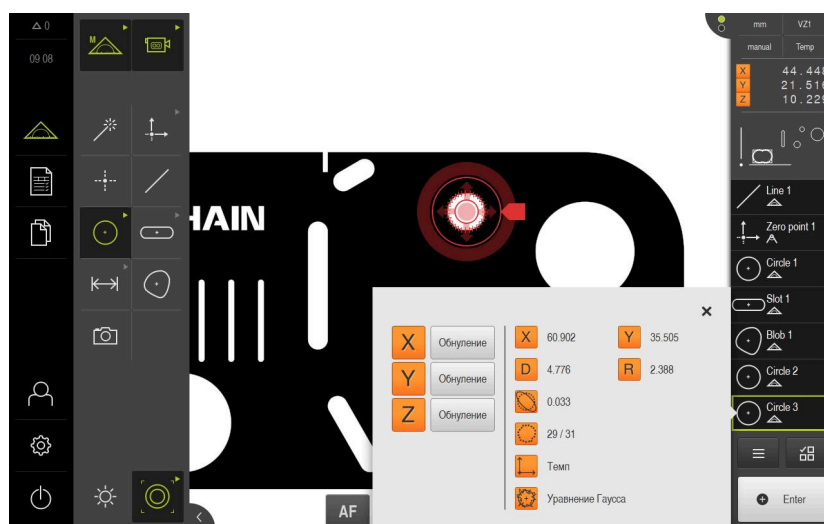 △ 0
09 08
M
HAIN
AF
X Обнуление
Y Обнуление
Z Обнуление
X 60.902 Y 35.505
D 4.776 R 2.388
0.033
29 / 31
Темп
Уравнение Гаусса
mm VZ1
manual Temp
X 44.448
Y 21.516
Z 10.229
Line 1
Zero point 1
Circle 1
Slot 1
Blob 1
Circle 2
Circle 3
Enter